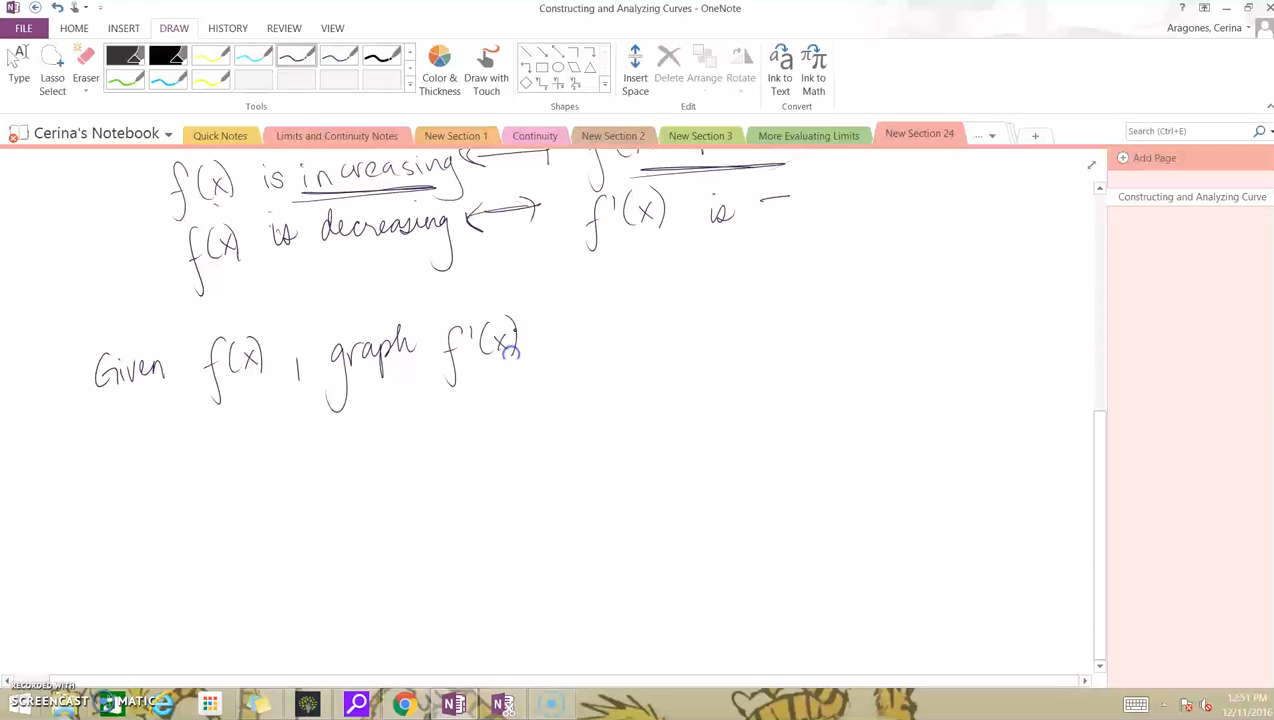 Constructing and Analyzing Curves - OneNote
FILE HOME INSERT DRAW HISTORY REVIEW VIEW
Aragones, Cerina
Type Lasso Select Eraser Color & Thickness Draw with Touch Insert Space Delete Arrange Rotate Ink to Text Ink to Math
Tools Shapes Edit Convert
Cerina's Notebook Quick Notes Limits and Continuity Notes New Section 1 Continuity New Section 2 New Section 3 More Evaluating Limits New Section 24 ... Search (Ctrl+E)
Add Page
Constructing and Analyzing Curve
f(x) is increasing
f(x) is decreasing ↔ f'(x) is -
Given f(x), graph f'(x)
RECORDED WITH
SCREENCAST MATIC
12:51 PM
12/11/2016